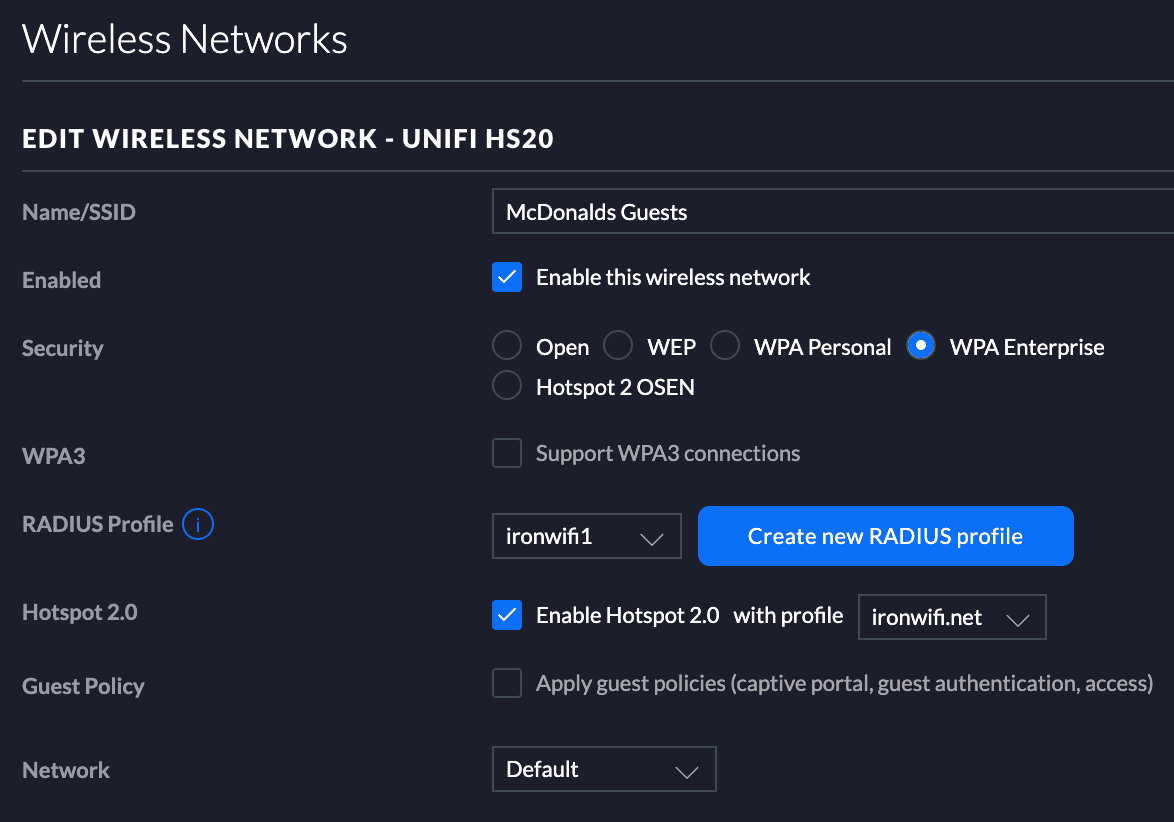 Wireless Networks
EDIT WIRELESS NETWORK - UNIFI HS20
Name/SSID McDonalds Guests
Enabled Enable this wireless network
Security Open WEP WPA Personal WPA Enterprise
Hotspot 2 OSEN
WPA3 Support WPA3 connections
RADIUS Profile i ironwifi1 Create new RADIUS profile
Hotspot 2.0 Enable Hotspot 2.0 with profile ironwifi.net
Guest Policy Apply guest policies (captive portal, guest authentication, access)
Network Default